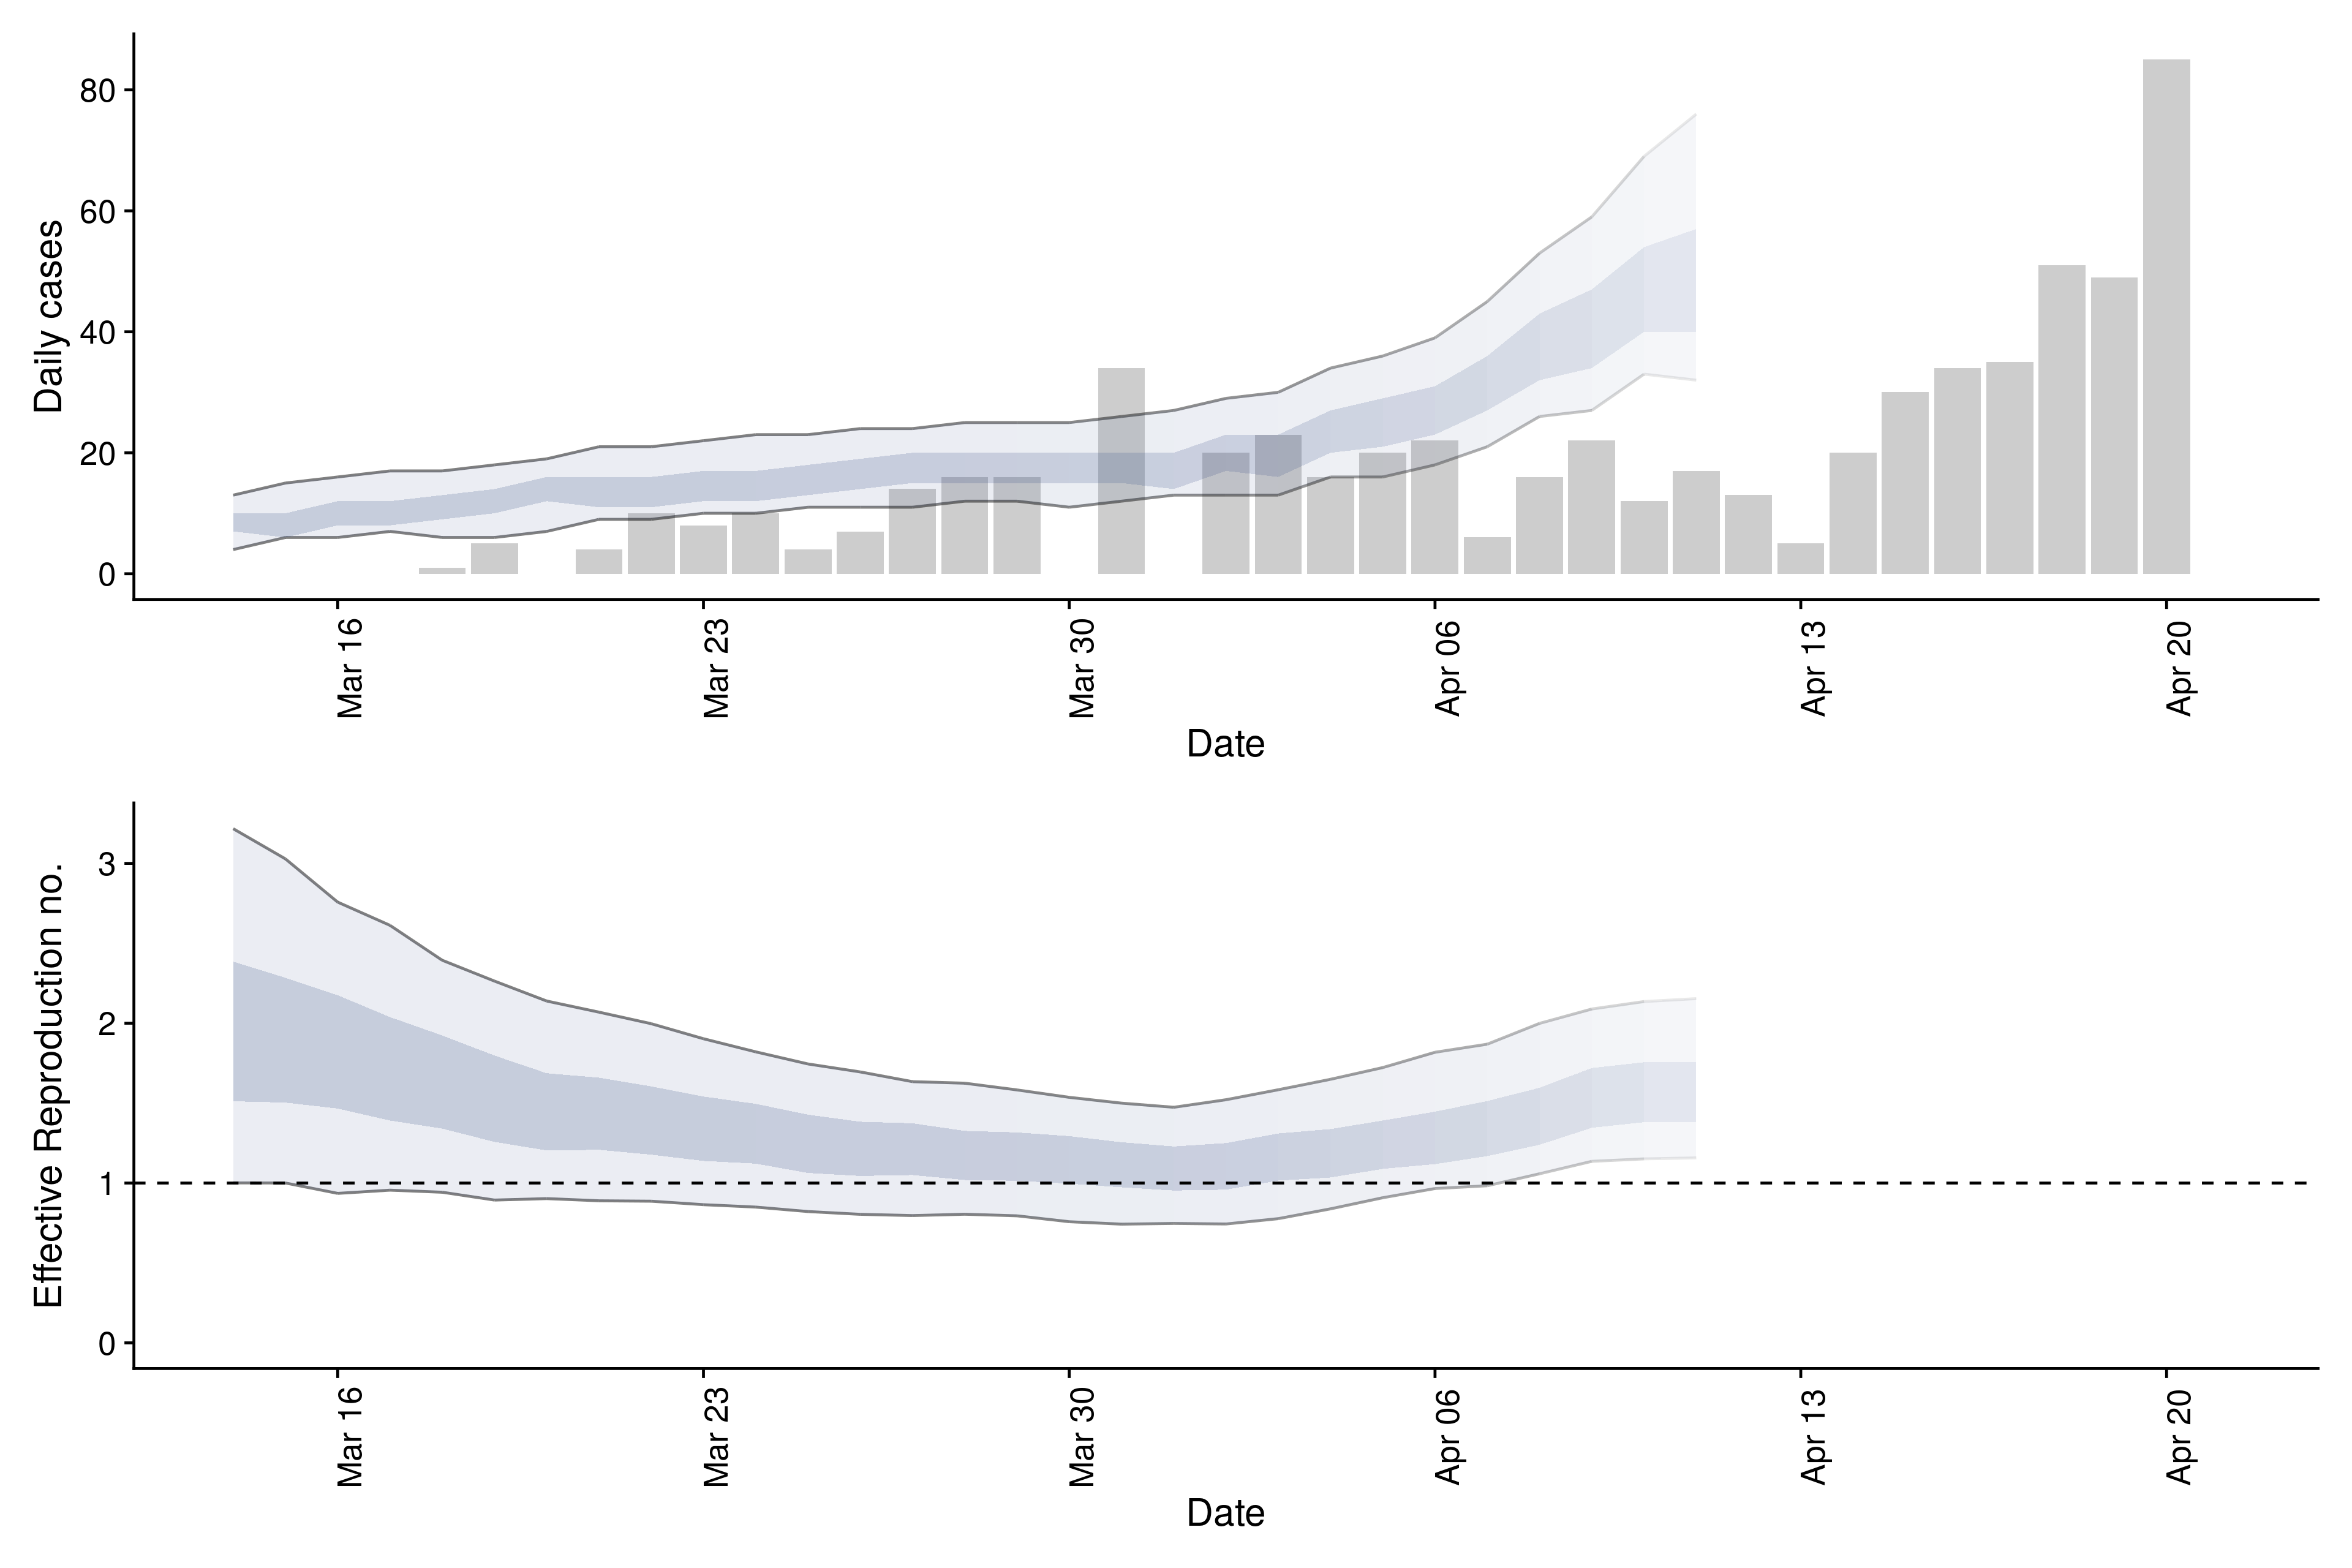 Daily cases
80
60
40
20
0
Mar 16
Mar 23
Mar 30
Apr 06
Apr 13
Apr 20
Date
Effective Reproduction no.
3
2
1
0
Mar 16
Mar 23
Mar 30
Apr 06
Apr 13
Apr 20
Date